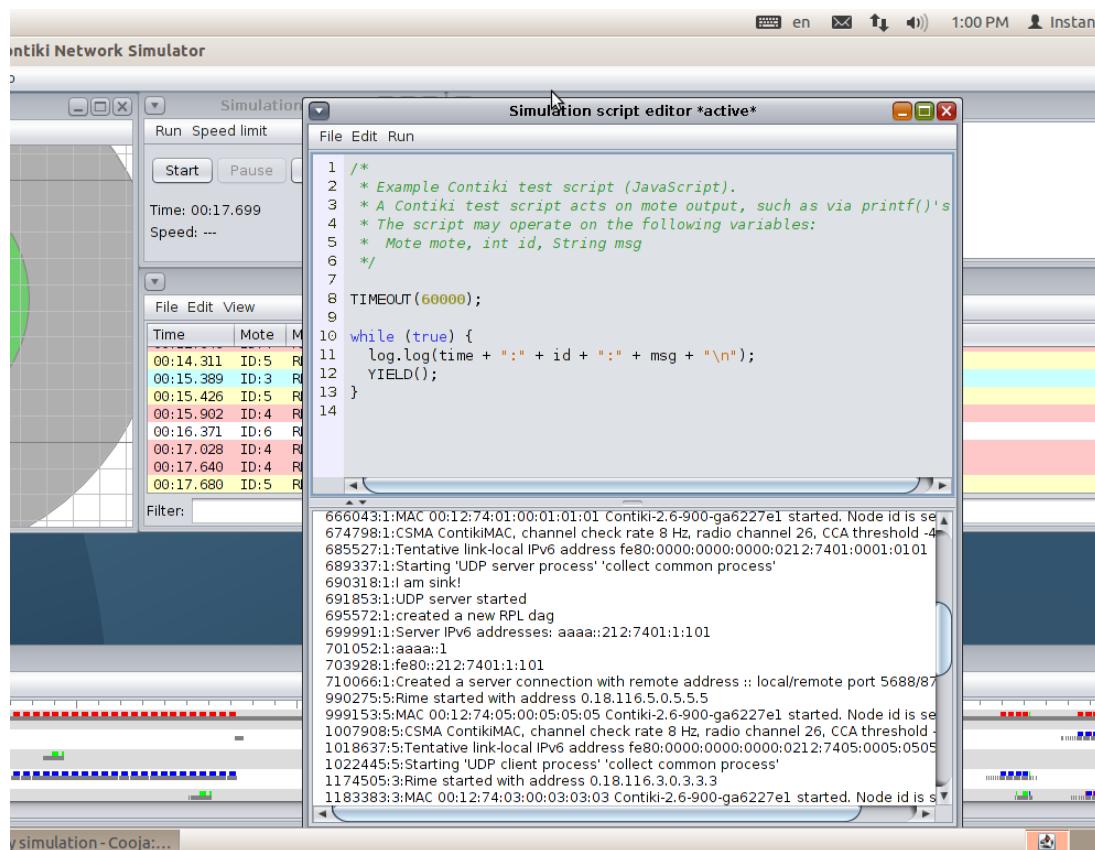 en 1:00 PM Instan
ontiki Network Simulator
Simulation
Run Speed limit
Start Pause
Time: 00:17.699
Speed: ---
File Edit View
Time Mote M
00:14.311 ID:5 R
00:15.389 ID:3 R
00:15.426 ID:5 R
00:15.902 ID:4 R
00:16.371 ID:6 R
00:17.028 ID:4 R
00:17.640 ID:4 R
00:17.680 ID:5 R
Filter:
Simulation script editor *active*
File Edit Run
1 /*
2 * Example Contiki test script (JavaScript).
3 * A Contiki test script acts on mote output, such as via printf()'s
4 * The script may operate on the following variables:
5 * Mote mote, int id, String msg
6 */
7
8 TIMEOUT(60000);
9
10 while (true) {
11 log.log(time + ":" + id + ":" + msg + "\n");
12 YIELD();
13 }
14
666043:1:MAC 00:12:74:01:00:01:01:01 Contiki-2.6-900-ga6227e1 started. Node id is se
674798:1:CSMA ContikiMAC, channel check rate 8 Hz, radio channel 26, CCA threshold -4
685527:1:Tentative link-local IPv6 address fe80:0000:0000:0000:0212:7401:0001:0101
689337:1:Starting 'UDP server process' 'collect common process'
690318:1:I am sink!
691853:1:UDP server started
695572:1:created a new RPL dag
699991:1:Server IPv6 addresses: aaaa::212:7401:1:101
701052:1:aaaa::1
703928:1:fe80::212:7401:1:101
710066:1:Created a server connection with remote address :: local/remote port 5688/87
990275:5:Rime started with address 0.18.116.5.0.5.5.5
999153:5:MAC 00:12:74:05:00:05:05:05 Contiki-2.6-900-ga6227e1 started. Node id is se
1007908:5:CSMA ContikiMAC, channel check rate 8 Hz, radio channel 26, CCA threshold -
1018637:5:Tentative link-local IPv6 address fe80:0000:0000:0000:0212:7405:0005:0505
1022445:5:Starting 'UDP client process' 'collect common process'
1174505:3:Rime started with address 0.18.116.3.0.3.3.3
1183383:3:MAC 00:12:74:03:00:03:03:03 Contiki-2.6-900-ga6227e1 started. Node id is s
y simulation - Cooja:...